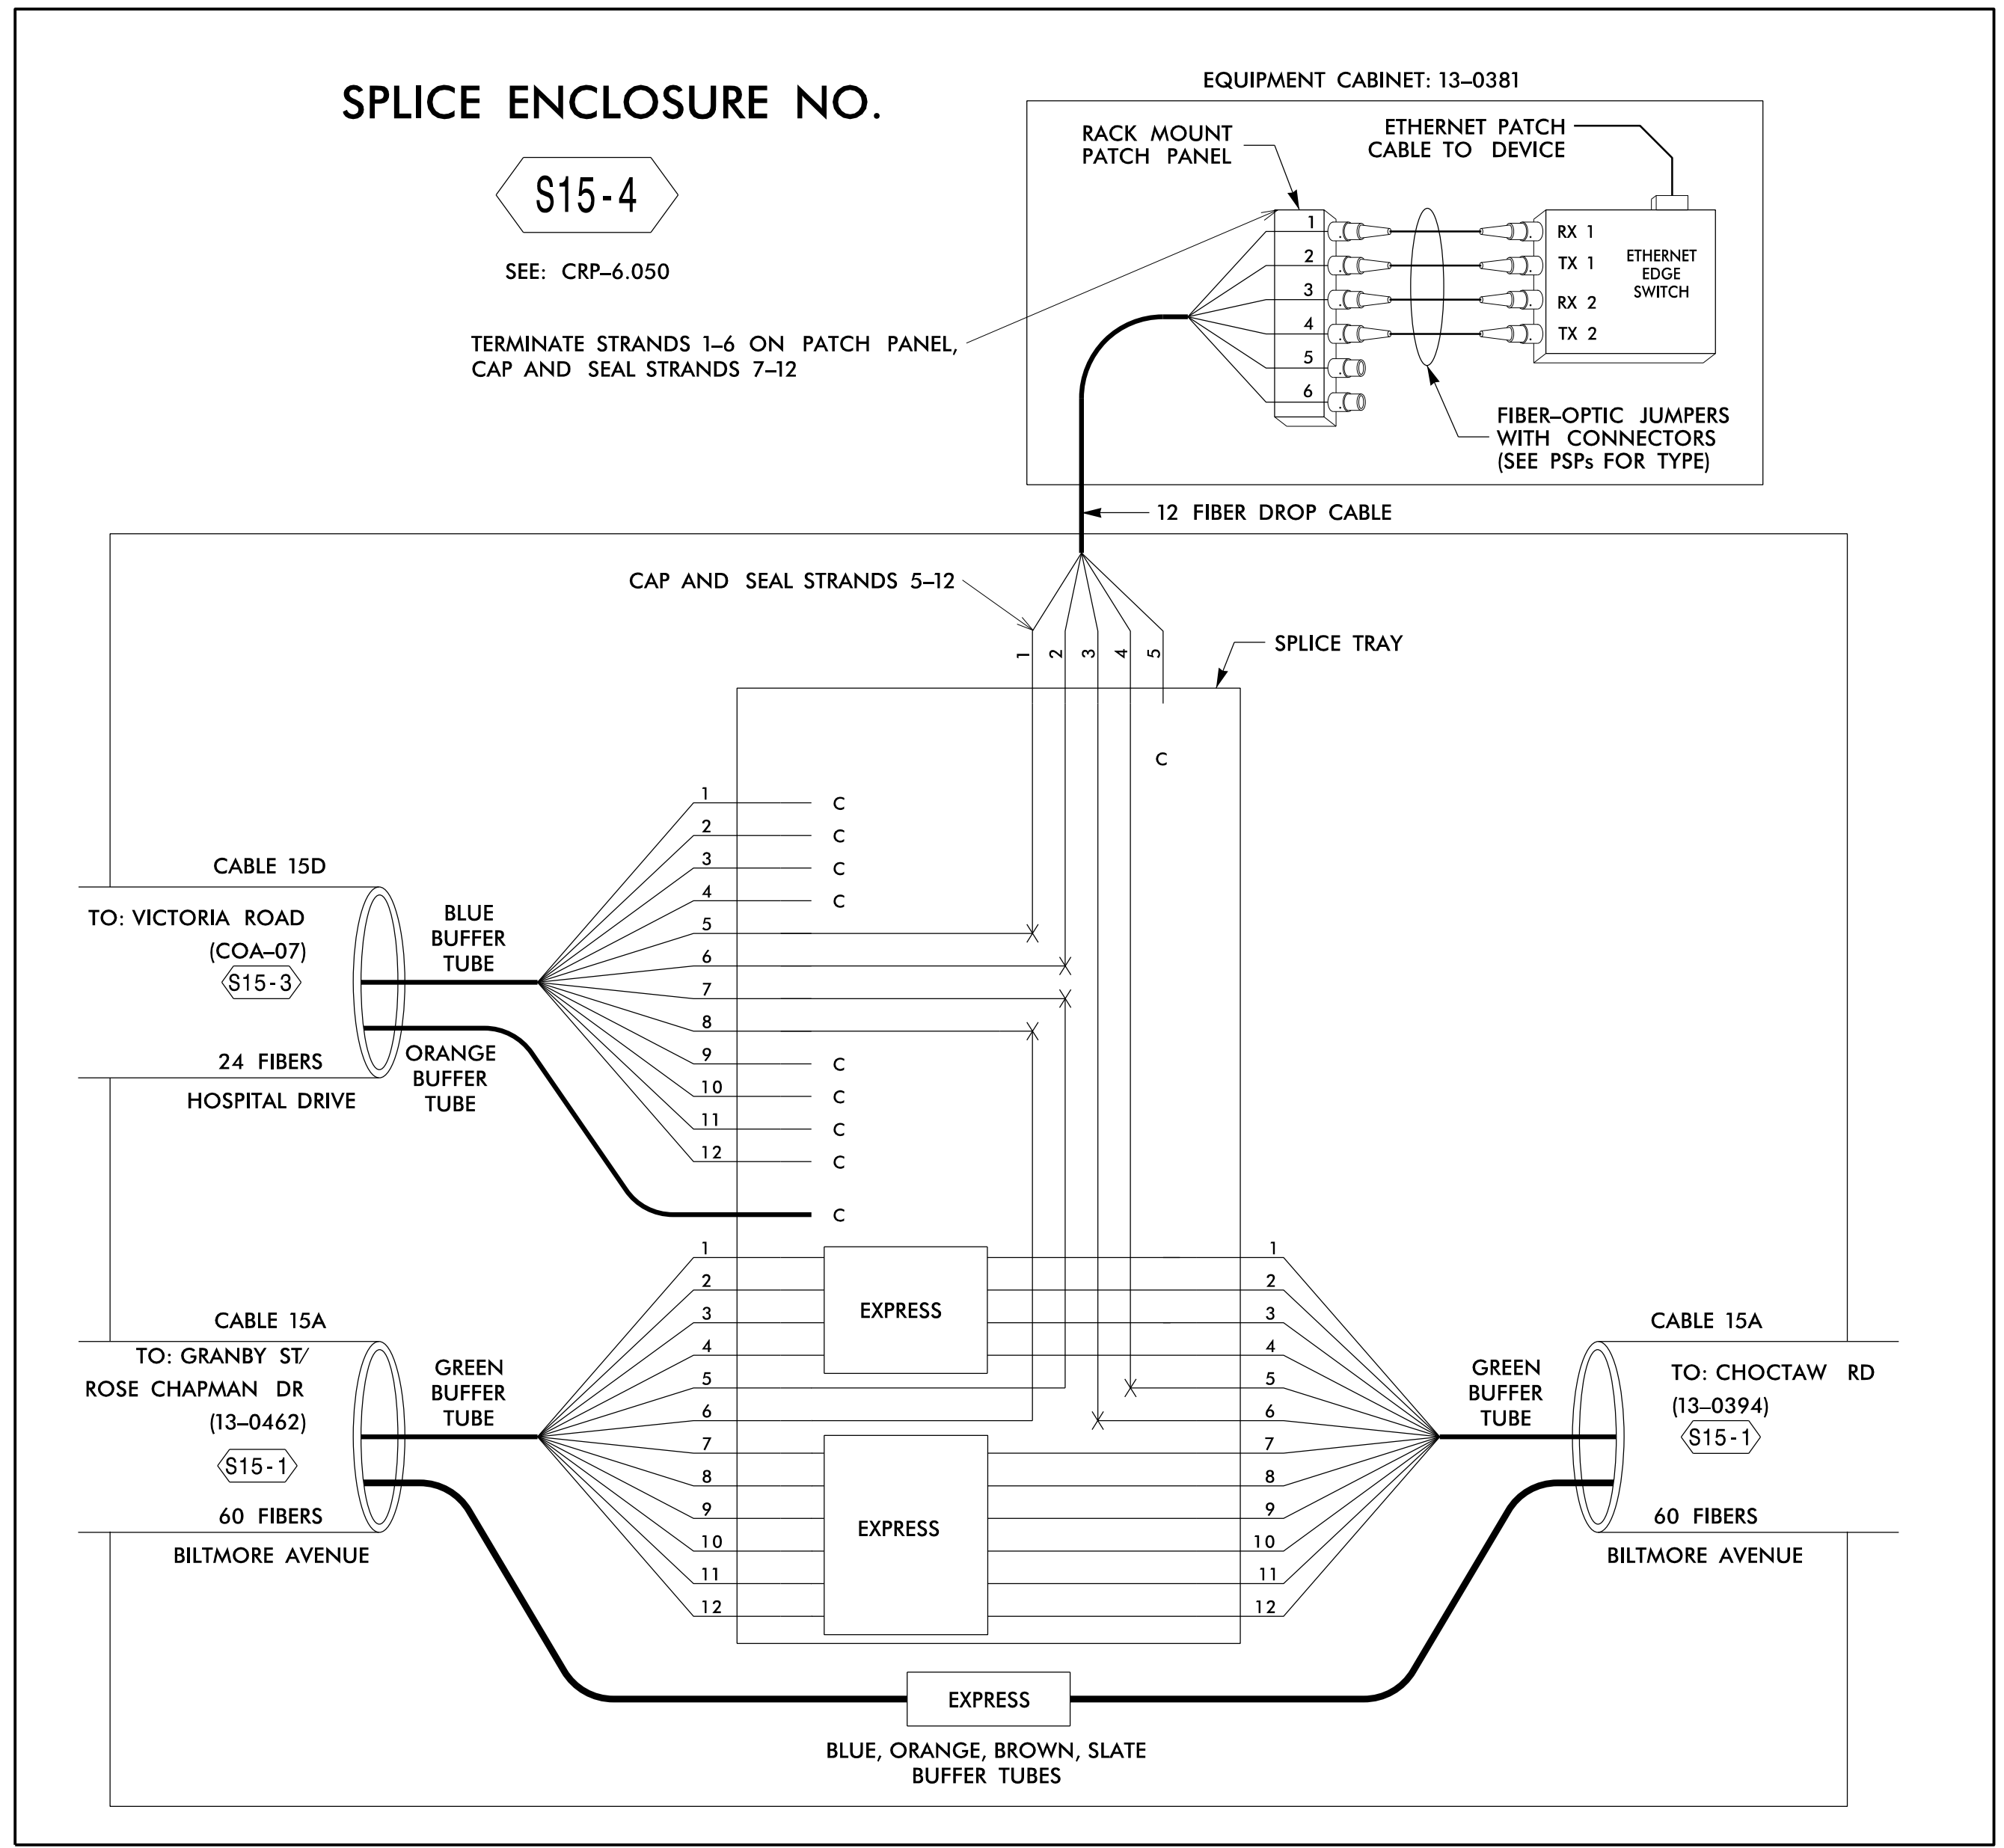 SPLICE ENCLOSURE NO.
S15-4
SEE: CRP-6.050
EQUIPMENT CABINET: 13-0381
RACK MOUNT
PATCH PANEL
ETHERNET PATCH
CABLE TO DEVICE
1
2
3
4
5
6
RX 1
TX 1
RX 2
TX 2
ETHERNET
EDGE
SWITCH
TERMINATE STRANDS 1-6 ON PATCH PANEL,
CAP AND SEAL STRANDS 7-12
FIBER-OPTIC JUMPERS
WITH CONNECTORS
(SEE PSPs FOR TYPE)
12 FIBER DROP CABLE
CAP AND SEAL STRANDS 5-12
1
2
3
4
5
SPLICE TRAY
C
CABLE 15D
TO: VICTORIA ROAD
(COA-07)
S15-3
24 FIBERS
HOSPITAL DRIVE
BLUE
BUFFER
TUBE
ORANGE
BUFFER
TUBE
1 C
2 C
3 C
4 C
5
6
7
8
9 C
10 C
11 C
12 C
C
CABLE 15A
TO: GRANBY ST/
ROSE CHAPMAN DR
(13-0462)
S15-1
60 FIBERS
BILTMORE AVENUE
GREEN
BUFFER
TUBE
1
2
3
4
5
6
7
8
9
10
11
12
EXPRESS
EXPRESS
1
2
3
4
5
6
7
8
9
10
11
12
GREEN
BUFFER
TUBE
CABLE 15A
TO: CHOCTAW RD
(13-0394)
S15-1
60 FIBERS
BILTMORE AVENUE
EXPRESS
BLUE, ORANGE, BROWN, SLATE
BUFFER TUBES